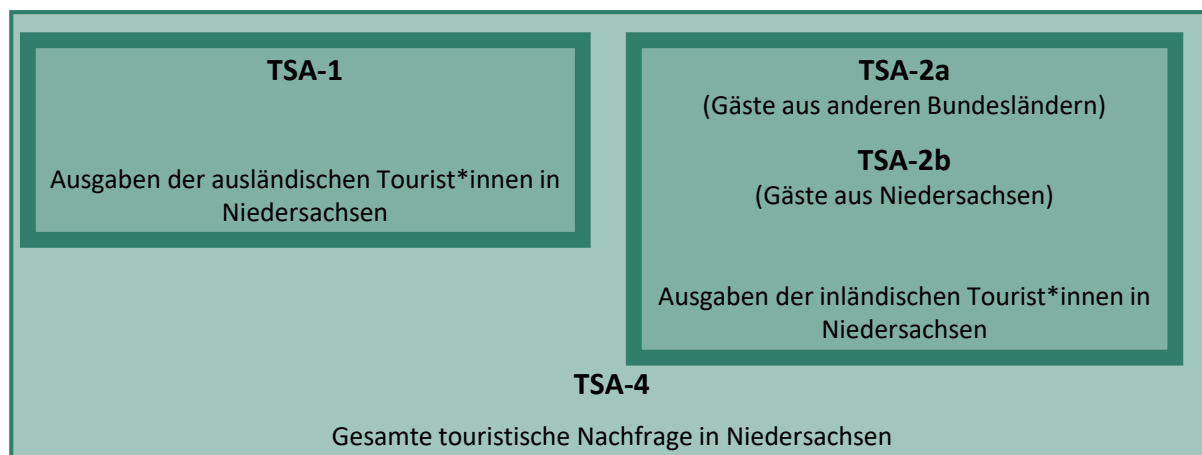 TSA-1
Ausgaben der ausländischen Tourist*innen in
Niedersachsen
TSA-2a
(Gäste aus anderen Bundesländern)
TSA-2b
(Gäste aus Niedersachsen)
Ausgaben der inländischen Tourist*innen in
Niedersachsen
TSA-4
Gesamte touristische Nachfrage in Niedersachsen